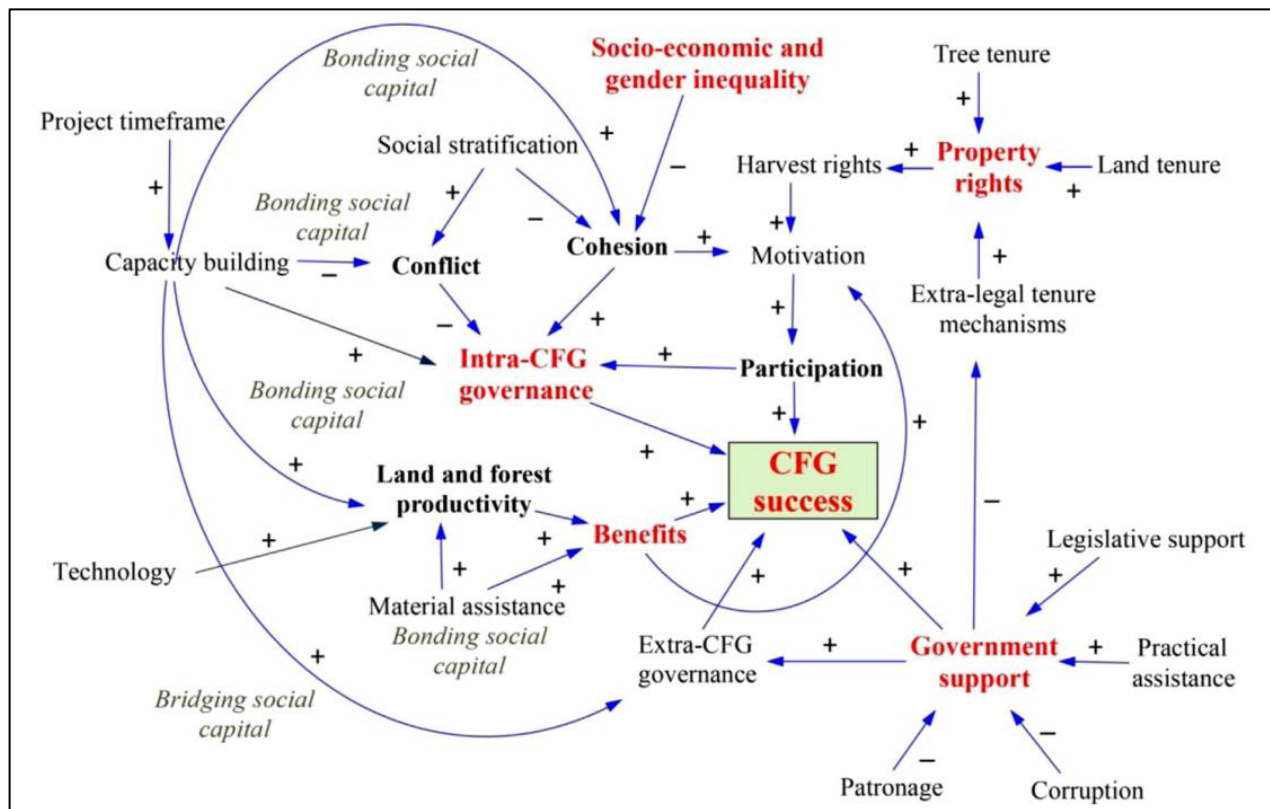 Bonding social
capital
Socio-economic and
gender inequality
Tree tenure
+
Project timeframe
+
Social stratification
+
Harvest rights
+
Property
rights
Land tenure
+
+
Bonding social
capital
+
−
−
Capacity building
−
Conflict
Cohesion
+
+
Motivation
+
Extra-legal tenure
mechanisms
−
+
+
+
Intra-CFG
governance
+
Participation
Bonding social
capital
+
+
+
CFG
success
+
Land and forest
productivity
+
−
Benefits
Technology
+
+
+
+
+
+
Legislative support
+
Material assistance
Bonding social
capital
Extra-CFG
governance
+
Government
support
+
Practical
assistance
+
Bridging social
capital
−
−
Patronage
Corruption